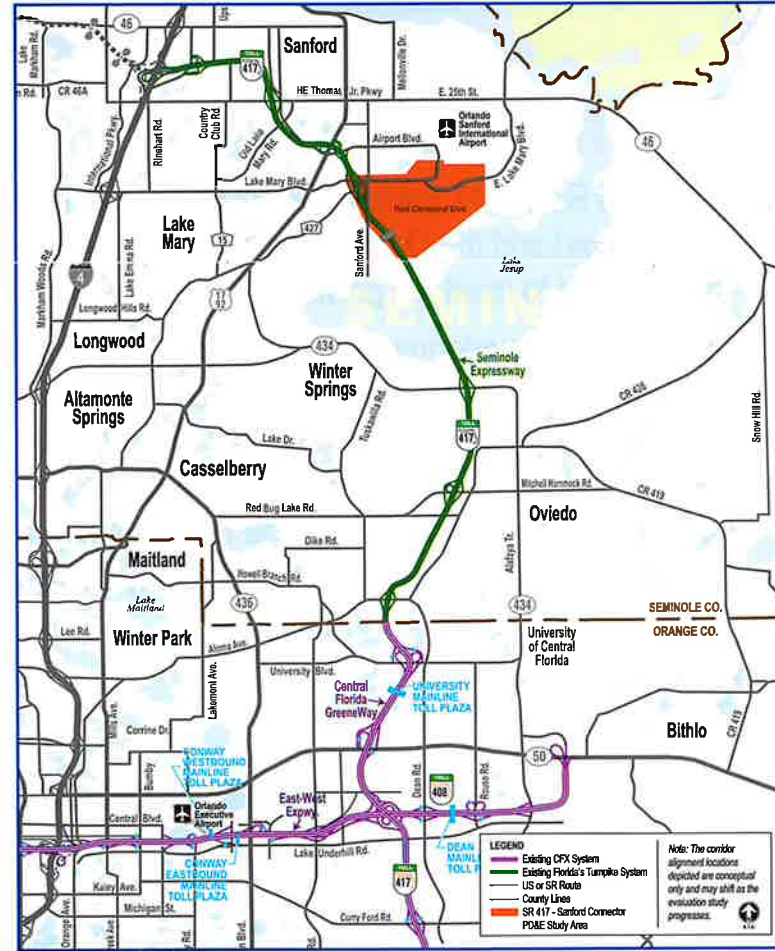 46
Lake
Markham Rd.
CR 46A
Ups
Sanford
TOLL
417
HE Thomas Jr. Pkwy
Mellonville Dr.
E. 25th St.
International Pkwy.
Rinehart Rd.
Country
Club Rd
Old Lake
Mary Rd.
Airport Blvd.
Orlando
Sanford
International
Airport
E. Lake Mary Blvd.
46
Lake Mary Blvd.
Red Cleveland Blvd
Lake
Mary
15
427
Sanford Ave.
Lake
Jesup
Markham Woods Rd.
Lake Emma Rd.
4
17
92
Longwood Hills Rd.
SEMIN
Longwood
434
Winter
Springs
Seminole
Expressway
Altamonte
Springs
Tuskawilla Rd.
CR 426
Snow Hill Rd.
Lake Dr.
TOLL
417
Casselberry
Mitchell Hammock Rd.
CR 419
Red Bug Lake Rd.
Oviedo
Dike Rd.
Maitland
Howell Branch Rd.
Alafaya Tr.
Lake
Maitland
436
434
SEMINOLE CO.
ORANGE CO.
Lee Rd.
Winter Park
Aloma Ave.
University
of Central
Florida
University Blvd.
Lakemont Ave.
Central
Florida
GreeneWay
UNIVERSITY
MAINLINE
TOLL PLAZA
Mills Ave.
Corrine Dr.
Bithlo
CR 419
CONWAY
WESTBOUND
MAINLINE
TOLL PLAZA
Bumby
50
Dean Rd.
TOLL
408
Rouse Rd.
Orlando
Executive
Airport
Central Blvd.
East-West
Expwy.
Lake Underhill Rd.
DEAN
MAINL
TOLL P
CONWAY
EASTBOUND
MAINLINE
TOLL PLAZA
Kaley Ave.
TOLL
417
Michigan St.
Orange Ave.
Curry Ford Rd.
LEGEND
Existing CFX System
Existing Florida's Turnpike System
US or SR Route
County Lines
SR 417 - Sanford Connector
PD&E Study Area
Note: The corridor
alignment locations
depicted are conceptual
only and may shift as the
evaluation study
progresses.